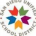 SAN DIEGO UNIFIED
SCHOOL DISTRICT